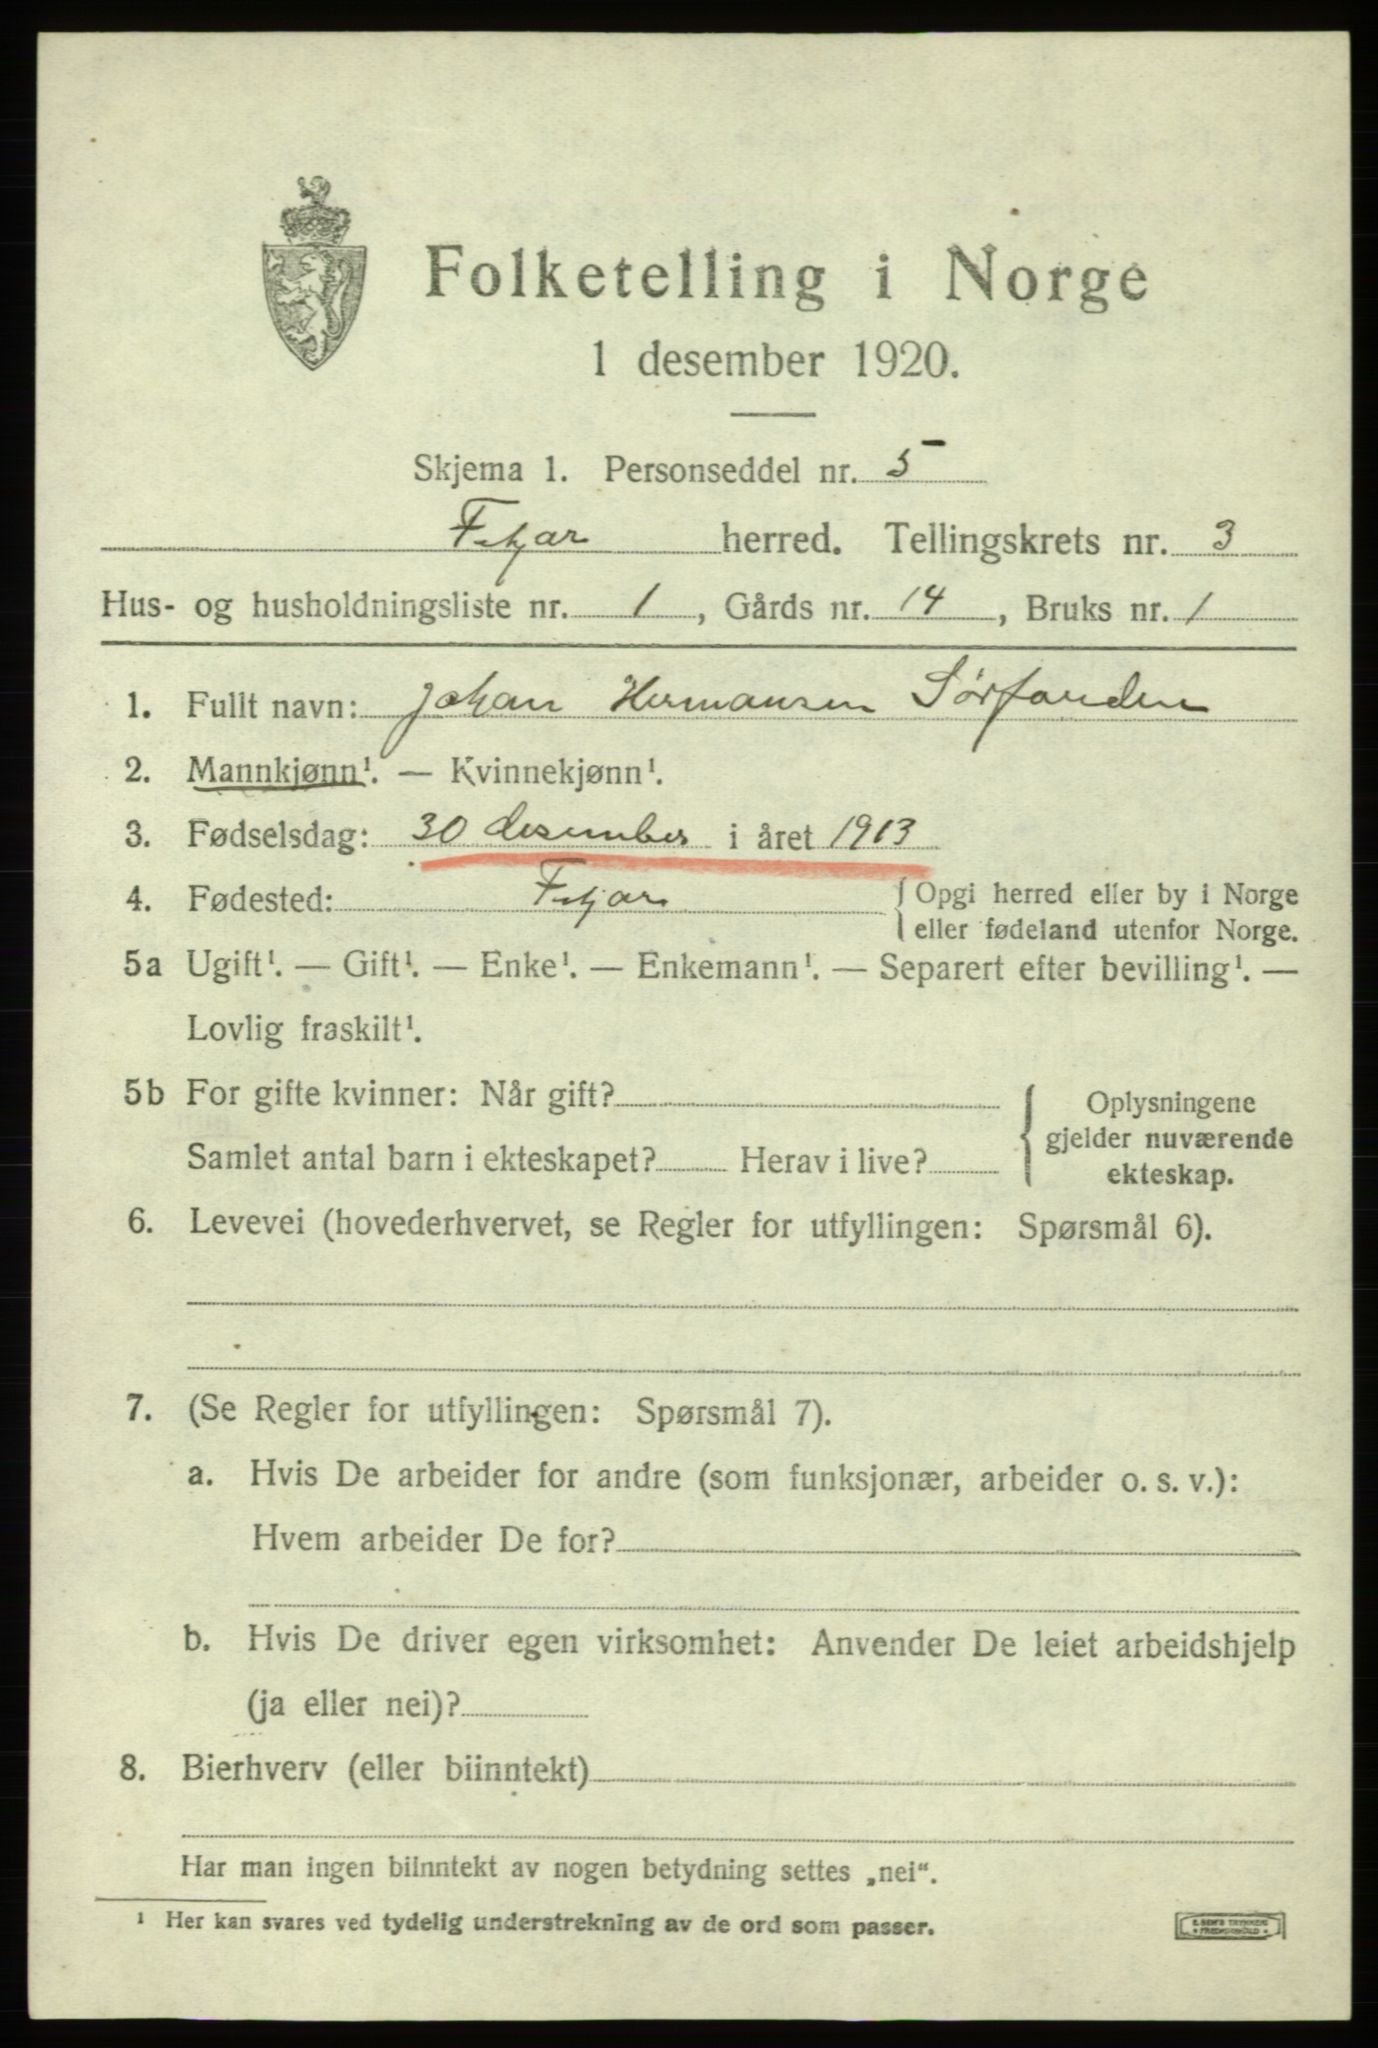 Folketelling i Norge
1 desember 1920.
Skjema 1. Personseddel nr. 5
Fitjar herred. Tellingskrets nr. 3
Hus- og husholdningsliste nr. 1, Gårds nr. 14, Bruks nr. 1
1. Fullt navn: Johan Hermansen Sørfonden
2. Mannkjønn¹. — Kvinnekjønn¹.
3. Fødselsdag: 30 desember i året 1913
4. Fødested: Fitjar { Opgi herred eller by i Norge
eller fødeland utenfor Norge.
5a Ugift¹. — Gift¹. — Enke¹. — Enkemann¹. — Separert efter bevilling¹. —
Lovlig fraskilt¹.
5b For gifte kvinner: Når gift?
Samlet antal barn i ekteskapet? Herav i live?
{ Oplysningene
gjelder nuværende
ekteskap.
6. Levevei (hovederhvervet, se Regler for utfyllingen: Spørsmål 6).
7. (Se Regler for utfyllingen: Spørsmål 7).
a. Hvis De arbeider for andre (som funksjonær, arbeider o. s. v.):
Hvem arbeider De for?
b. Hvis De driver egen virksomhet: Anvender De leiet arbeidshjelp
(ja eller nei)?
8. Bierhverv (eller biinntekt)
Har man ingen biinntekt av nogen betydning settes „nei“.
¹ Her kan svares ved tydelig understrekning av de ord som passer.